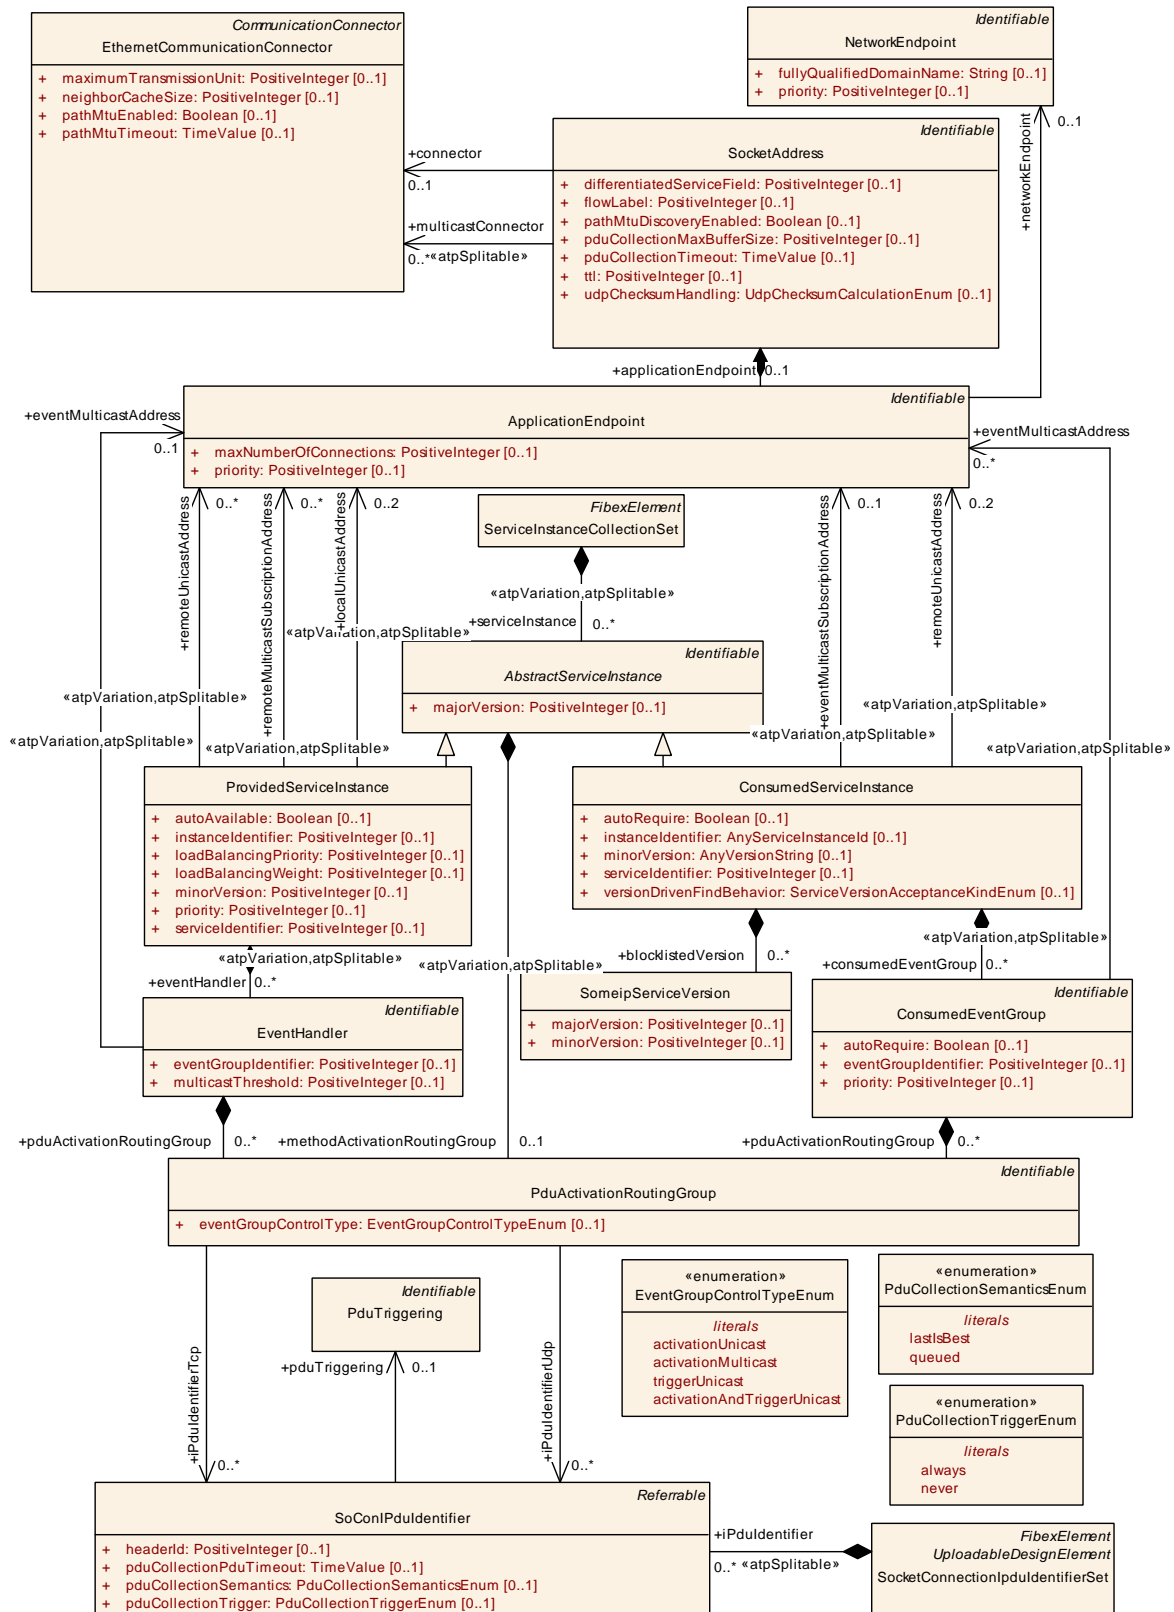 CommunicationConnector
EthernetCommunicationConnector
+ maximumTransmissionUnit: PositiveInteger [0..1]
+ neighborCacheSize: PositiveInteger [0..1]
+ pathMtuEnabled: Boolean [0..1]
+ pathMtuTimeout: TimeValue [0..1]
Identifiable
NetworkEndpoint
+ fullyQualifiedDomainName: String [0..1]
+ priority: PositiveInteger [0..1]
0..1
+networkEndpoint
+connector
0..1
+multicastConnector
0..* «atpSplitable»
Identifiable
SocketAddress
+ differentiatedServiceField: PositiveInteger [0..1]
+ flowLabel: PositiveInteger [0..1]
+ pathMtuDiscoveryEnabled: Boolean [0..1]
+ pduCollectionMaxBufferSize: PositiveInteger [0..1]
+ pduCollectionTimeout: TimeValue [0..1]
+ ttl: PositiveInteger [0..1]
+ udpChecksumHandling: UdpChecksumCalculationEnum [0..1]
+applicationEndpoint 0..1
Identifiable
ApplicationEndpoint
+ maxNumberOfConnections: PositiveInteger [0..1]
+ priority: PositiveInteger [0..1]
+eventMulticastAddress
0..1
+eventMulticastAddress
0..*
+remoteUnicastAddress
0..*
+remoteMulticastSubscriptionAddress
0..*
+localUnicastAddress
0..2
+eventMulticastSubscriptionAddress
0..1
+remoteUnicastAddress
0..2
FibexElement
ServiceInstanceCollectionSet
«atpVariation,atpSplitable»
+serviceInstance 0..*
«atpVariation,atpSplitable»
Identifiable
AbstractServiceInstance
+ majorVersion: PositiveInteger [0..1]
«atpVariation,atpSplitable»
«atpVariation,atpSplitable»
«atpVariation,atpSplitable»
«atpVariation,atpSplitable»
«atpVariation,atpSplitable»
«atpVariation,atpSplitable»
ProvidedServiceInstance
+ autoAvailable: Boolean [0..1]
+ instanceIdentifier: PositiveInteger [0..1]
+ loadBalancingPriority: PositiveInteger [0..1]
+ loadBalancingWeight: PositiveInteger [0..1]
+ minorVersion: PositiveInteger [0..1]
+ priority: PositiveInteger [0..1]
+ serviceIdentifier: PositiveInteger [0..1]
ConsumedServiceInstance
+ autoRequire: Boolean [0..1]
+ instanceIdentifier: AnyServiceInstanceId [0..1]
+ minorVersion: AnyVersionString [0..1]
+ serviceIdentifier: PositiveInteger [0..1]
+ versionDrivenFindBehavior: ServiceVersionAcceptanceKindEnum [0..1]
«atpVariation,atpSplitable»
+eventHandler 0..*
«atpVariation,atpSplitable»
+blocklistedVersion 0..*
«atpVariation,atpSplitable»
+consumedEventGroup 0..*
Identifiable
EventHandler
+ eventGroupIdentifier: PositiveInteger [0..1]
+ multicastThreshold: PositiveInteger [0..1]
SomeipServiceVersion
+ majorVersion: PositiveInteger [0..1]
+ minorVersion: PositiveInteger [0..1]
Identifiable
ConsumedEventGroup
+ autoRequire: Boolean [0..1]
+ eventGroupIdentifier: PositiveInteger [0..1]
+ priority: PositiveInteger [0..1]
+pduActivationRoutingGroup 0..*
+methodActivationRoutingGroup 0..1
+pduActivationRoutingGroup 0..*
Identifiable
PduActivationRoutingGroup
+ eventGroupControlType: EventGroupControlTypeEnum [0..1]
+iPduIdentifierTcp
0..*
+iPduIdentifierUdp
0..*
Identifiable
PduTriggering
+pduTriggering 0..1
«enumeration»
EventGroupControlTypeEnum
literals
activationUnicast
activationMulticast
triggerUnicast
activationAndTriggerUnicast
«enumeration»
PduCollectionSemanticsEnum
literals
lastIsBest
queued
«enumeration»
PduCollectionTriggerEnum
literals
always
never
Referrable
SoConIPduIdentifier
+ headerId: PositiveInteger [0..1]
+ pduCollectionPduTimeout: TimeValue [0..1]
+ pduCollectionSemantics: PduCollectionSemanticsEnum [0..1]
+ pduCollectionTrigger: PduCollectionTriggerEnum [0..1]
+iPduIdentifier
0..* «atpSplitable»
FibexElement
UploadableDesignElement
SocketConnectionIpduIdentifierSet